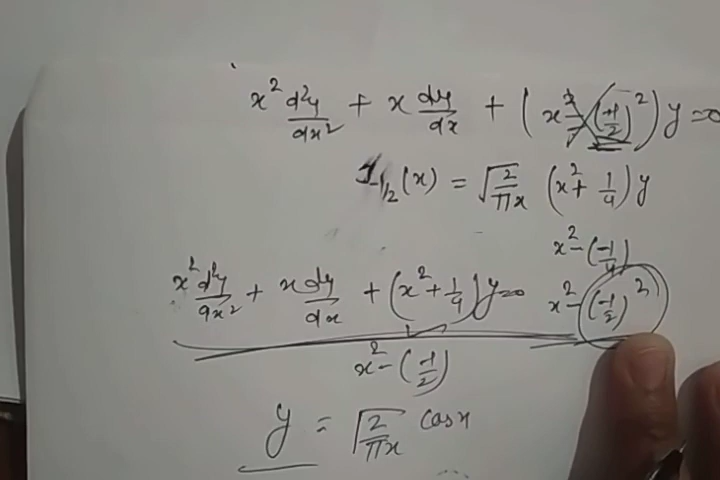 x² d²y/dx² + x dy/dx + (x² - (-1/2)²) y = 0
J-1/2(x) = √2/πx (x² + 1/4) y
x² - (-1/4)
x² d²y/dx² + x dy/dx + (x² + 1/4) y = 0
x² - (-1/2)²
x² - (-1/2)
y = √2/πx cosx